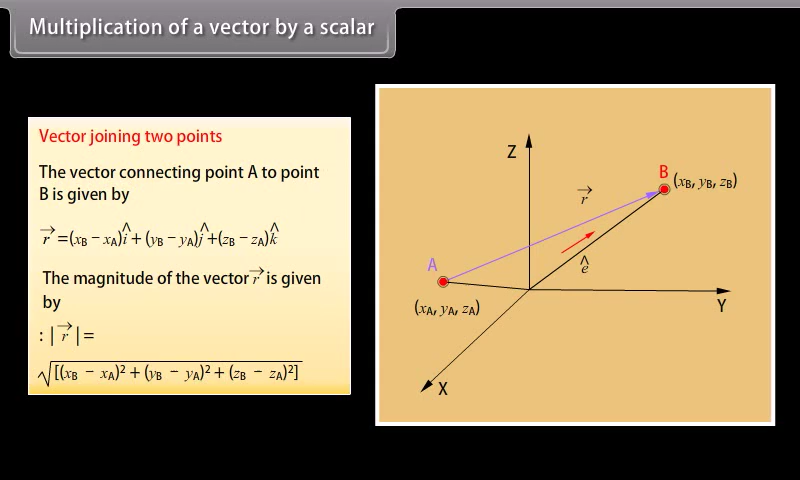 Multiplication of a vector by a scalar
Vector joining two points
The vector connecting point A to point
B is given by
r⃗ =(xB − xA)î + (yB − yA)ĵ +(zB − zA)k̂
The magnitude of the vector r⃗ is given
by
: | r⃗ | =
√[(xB − xA)² + (yB − yA)² + (zB − zA)²]
Z
B
(xB, yB, zB)
r⃗
A
ê
(xA, yA, zA)
Y
X